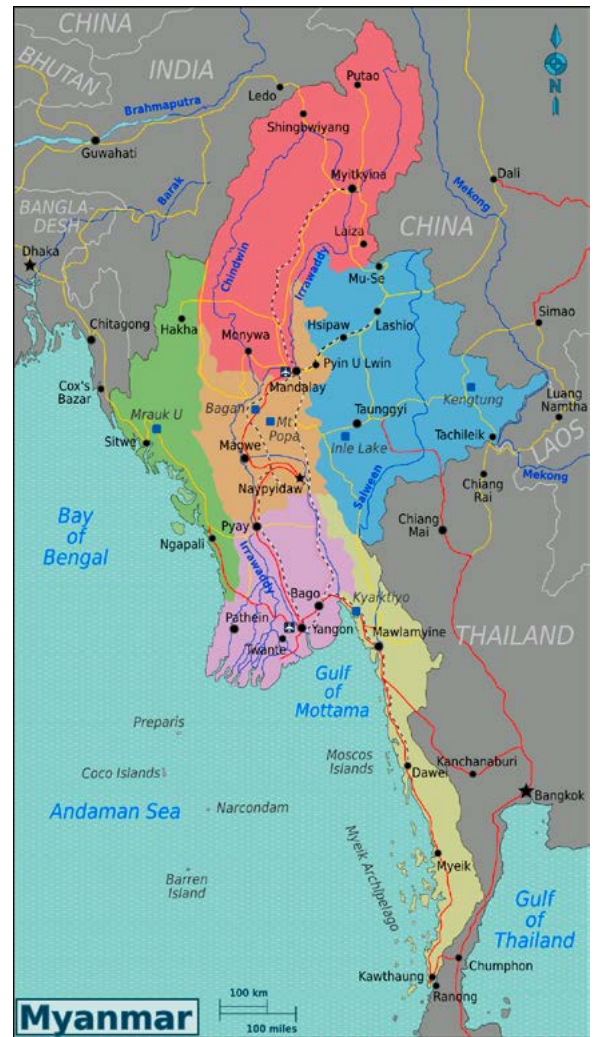 CHINA
BHUTAN
INDIA
Putao
Ledo
Shingbwiyang
Brahmaputra
Guwahati
Dali
Myitkyina
Mekong
Barak
BANGLA-
DESH
CHINA
Laiza
Dhaka
Chindwin
Irrawaddy
Mu-Se
Simao
Chitagong
Hakha
Monywa
Hsipaw
Lashio
Pyin U Lwin
Mandalay
Cox's
Bazar
Mrauk U
Bagan
Mt
Popa
Taunggyi
Kengtung
Luang
Namtha
Sitwe
Magwe
Inle Lake
Tachileik
LAOS
Naypyidaw
Salween
Chiang
Rai
Mekong
Bay
of
Bengal
Pyay
Chiang
Mai
Ngapali
Irrawaddy
Bago
Kyaiktiyo
Pathein
Yangon
Twante
Mawlamyine
THAILAND
Gulf
of
Mottama
Preparis
Moscos
Islands
Coco Islands
Dawei
Kanchanaburi
Bangkok
Andaman Sea
Narcondam
Myeik
Myeik Archipelago
Barren
Island
Gulf
of
Thailand
Chumphon
Kawthaung
Ranong
N
100 km
100 miles
Myanmar